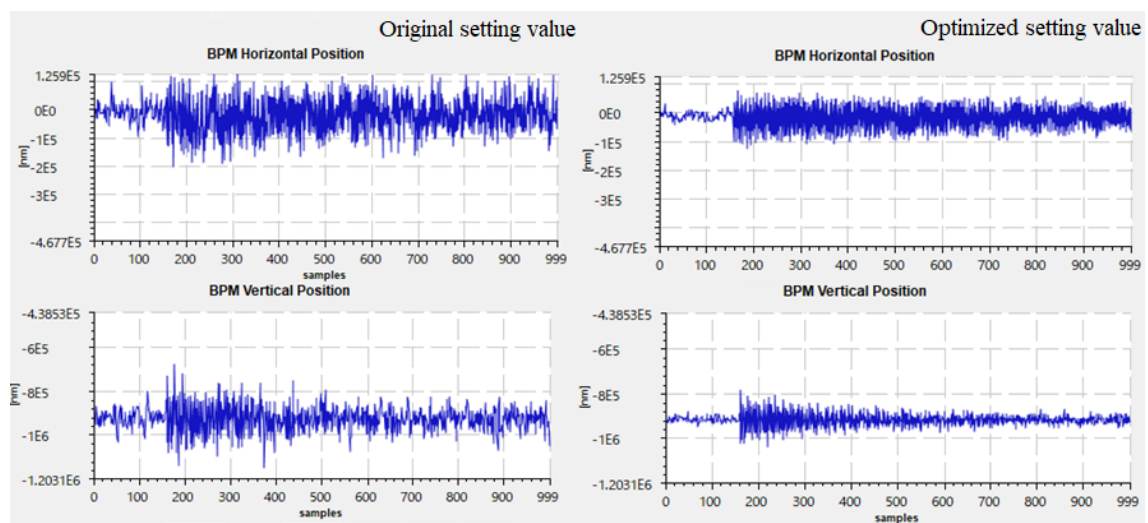 Original setting value
BPM Horizontal Position
1.259E5
0E0
-1E5
-2E5
-3E5
-4.677E5
[nm]
0 100 200 300 400 500 600 700 800 900 999
samples
BPM Vertical Position
-4.3853E5
-6E5
-8E5
-1E6
-1.2031E6
[nm]
0 100 200 300 400 500 600 700 800 900 999
samples
Optimized setting value
BPM Horizontal Position
1.259E5
0E0
-1E5
-2E5
-3E5
-4.677E5
[nm]
0 100 200 300 400 500 600 700 800 900 999
samples
BPM Vertical Position
-4.3853E5
-6E5
-8E5
-1E6
-1.2031E6
[nm]
0 100 200 300 400 500 600 700 800 900 999
samples